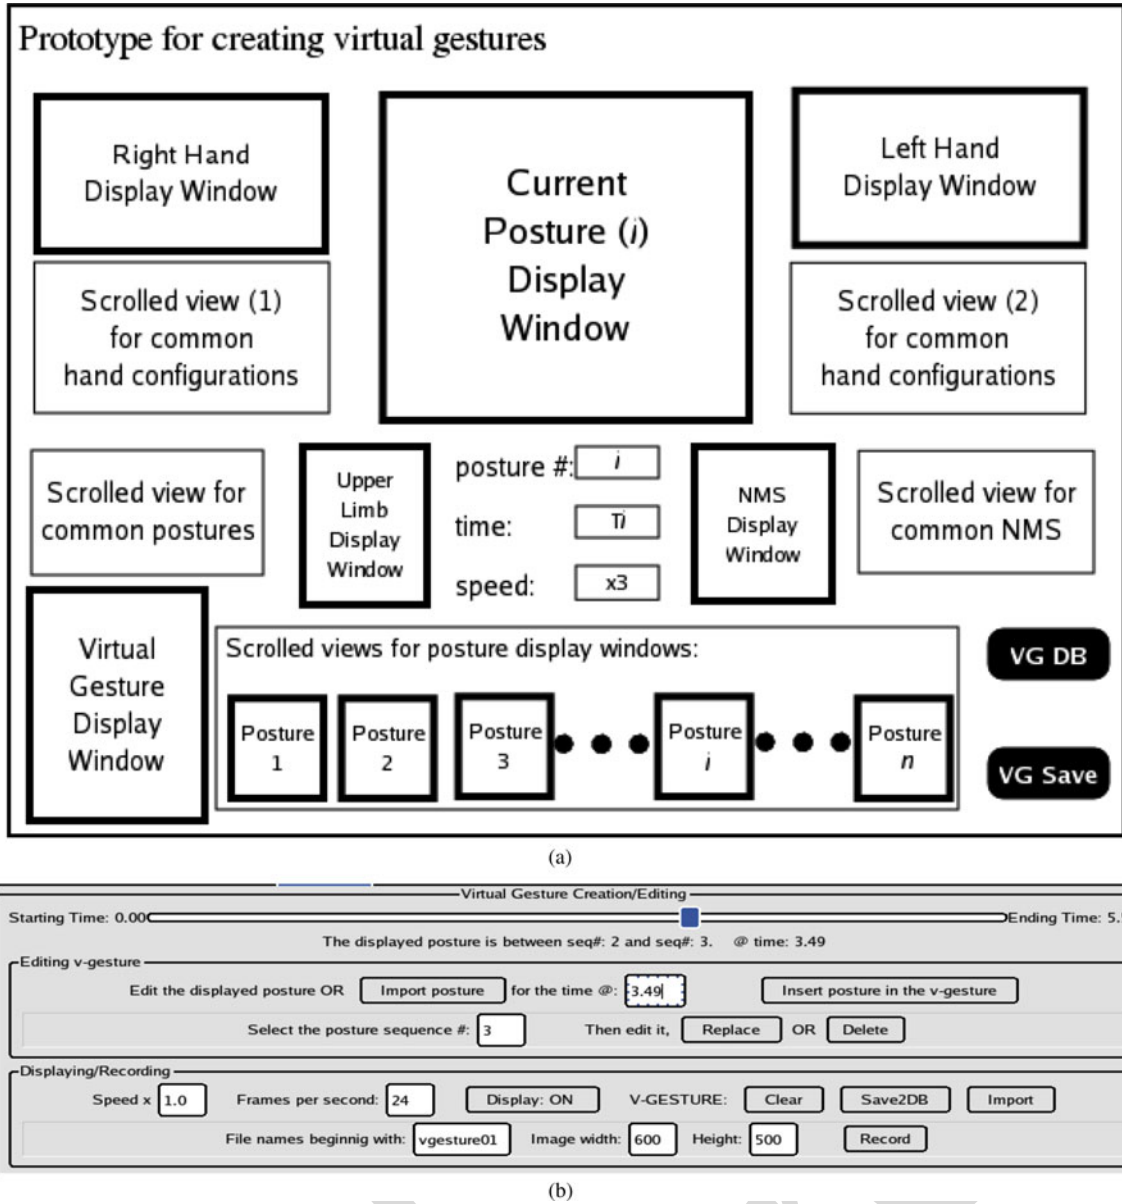 Prototype for creating virtual gestures
Right Hand
Display Window
Current
Posture (i)
Display
Window
Left Hand
Display Window
Scrolled view (1)
for common
hand configurations
Scrolled view (2)
for common
hand configurations
Scrolled view for
common postures
Upper
Limb
Display
Window
posture #: i
time: Ti
speed: x3
NMS
Display
Window
Scrolled view for
common NMS
Virtual
Gesture
Display
Window
Scrolled views for posture display windows:
Posture
1
Posture
2
Posture
3
Posture
i
Posture
n
VG DB
VG Save
(a)
Virtual Gesture Creation/Editing
Starting Time: 0.00 Ending Time: 5.
The displayed posture is between seq#: 2 and seq#: 3. @ time: 3.49
Editing v-gesture
Edit the displayed posture OR Import posture for the time @: 3.49 Insert posture in the v-gesture
Select the posture sequence #: 3 Then edit it, Replace OR Delete
Displaying/Recording
Speed x 1.0 Frames per second: 24 Display: ON V-GESTURE: Clear Save2DB Import
File names beginnig with: vgesture01 Image width: 600 Height: 500 Record
(b)